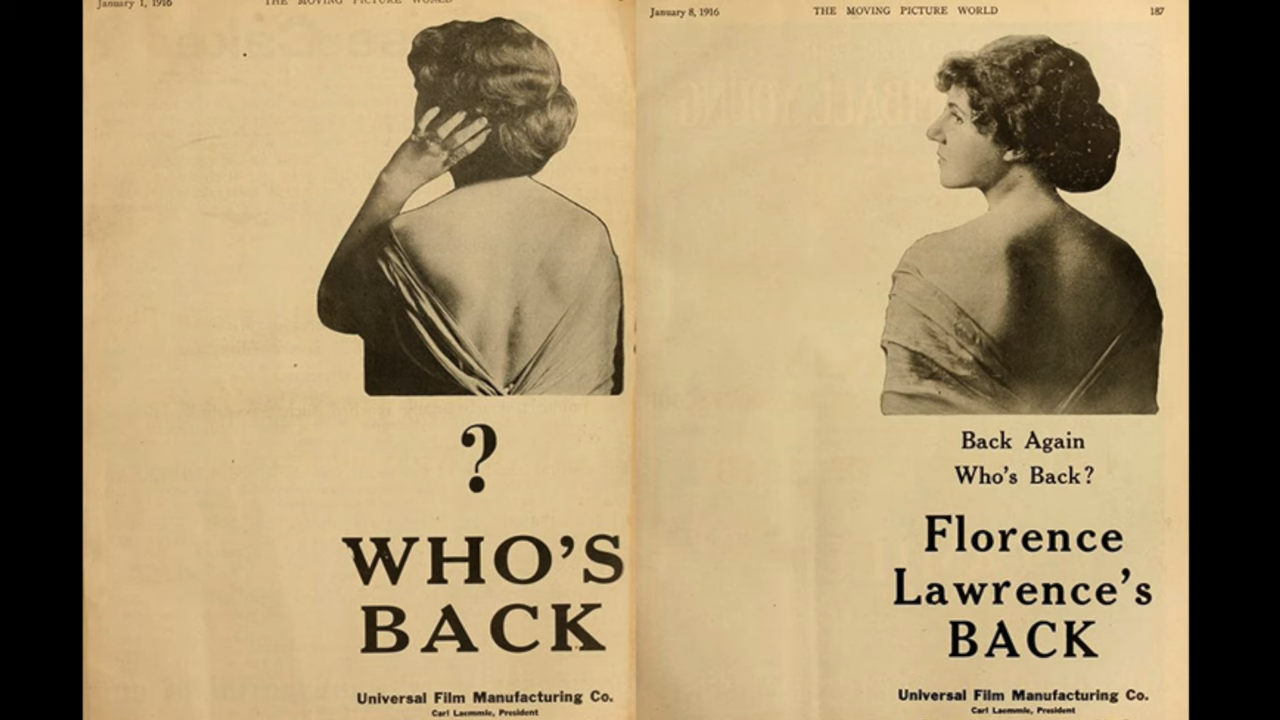 January 1, 1916
THE MOVING PICTURE WORLD
?
WHO'S
BACK
Universal Film Manufacturing Co.
Carl Laemmle, President
January 8, 1916
THE MOVING PICTURE WORLD
187
Back Again
Who's Back?
Florence
Lawrence's
BACK
Universal Film Manufacturing Co.
Carl Laemmle, President